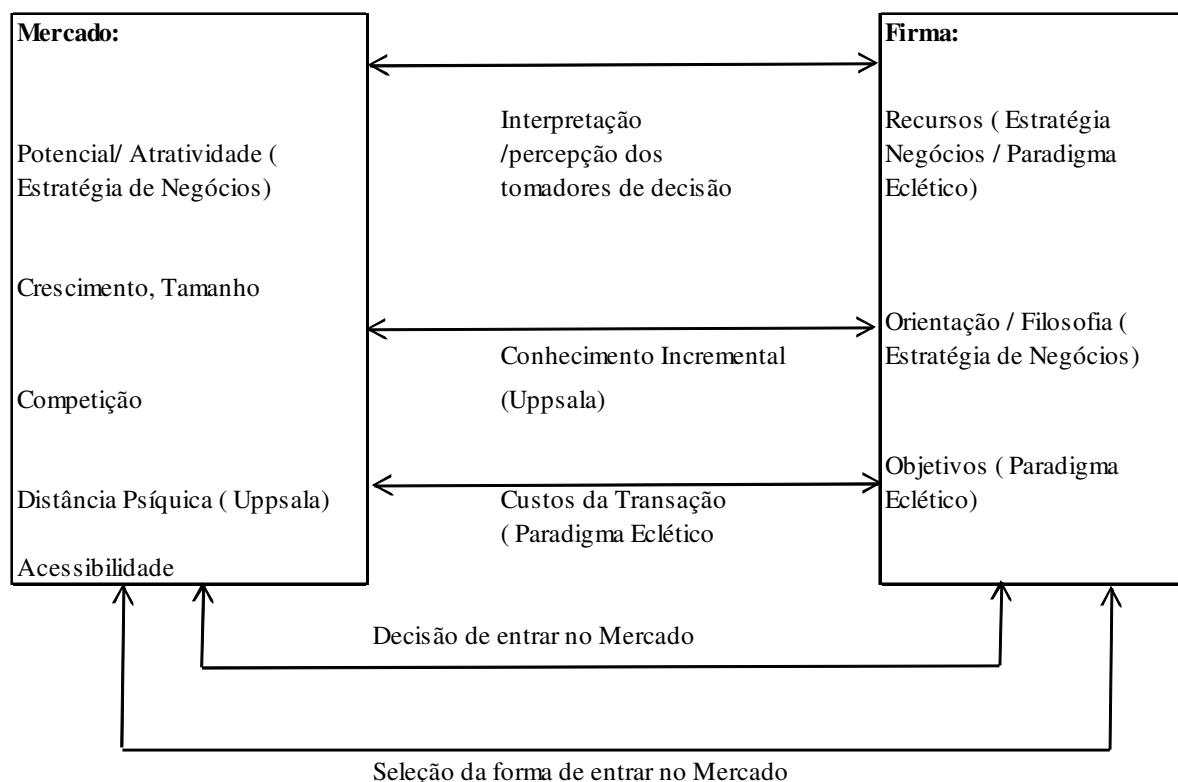 Mercado:
Potencial/ Atratividade (
Estratégia de Negócios)
Crescimento, Tamanho
Competição
Distância Psíquica ( Uppsala)
Acessibilidade
Interpretação
/percepção dos
tomadores de decisão
Conhecimento Incremental
(Uppsala)
Custos da Transação
( Paradigma Eclético
Firma:
Recursos ( Estratégia
Negócios / Paradigma
Eclético)
Orientação / Filosofia (
Estratégia de Negócios)
Objetivos ( Paradigma
Eclético)
Decisão de entrar no Mercado
Seleção da forma de entrar no Mercado